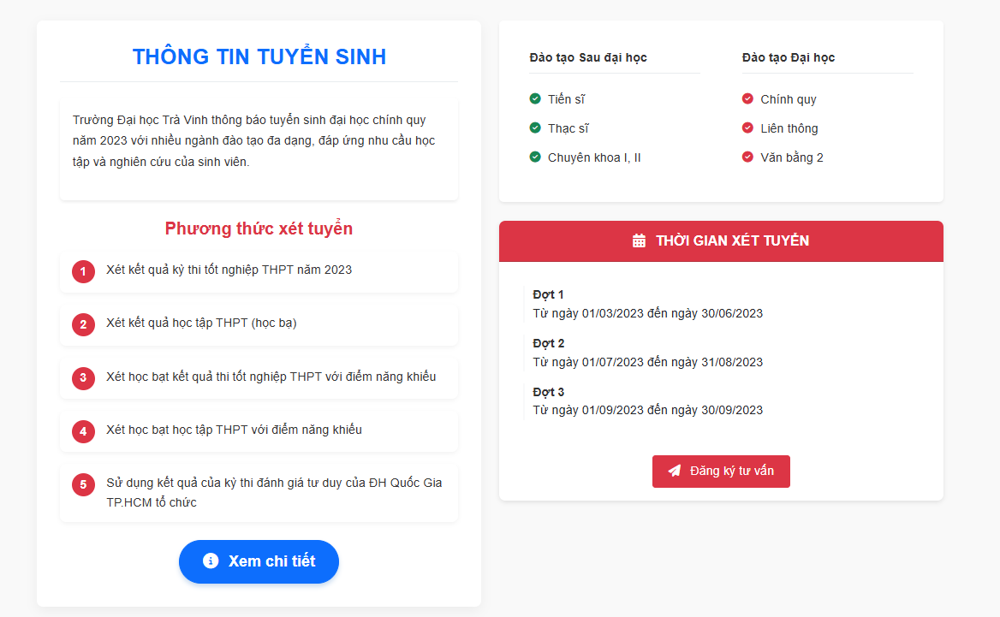 THÔNG TIN TUYỂN SINH
Trường Đại học Trà Vinh thông báo tuyển sinh đại học chính quy
năm 2023 với nhiều ngành đào tạo đa dạng, đáp ứng nhu cầu học
tập và nghiên cứu của sinh viên.
Phương thức xét tuyển
1 Xét kết quả kỳ thi tốt nghiệp THPT năm 2023
2 Xét kết quả học tập THPT (học bạ)
3 Xét học bạt kết quả thi tốt nghiệp THPT với điểm năng khiếu
4 Xét học bạt học tập THPT với điểm năng khiếu
5 Sử dụng kết quả của kỳ thi đánh giá tư duy của ĐH Quốc Gia
TP.HCM tổ chức
Xem chi tiết
Đào tạo Sau đại học
Tiến sĩ
Thạc sĩ
Chuyên khoa I, II
Đào tạo Đại học
Chính quy
Liên thông
Văn bằng 2
THỜI GIAN XÉT TUYỂN
Đợt 1
Từ ngày 01/03/2023 đến ngày 30/06/2023
Đợt 2
Từ ngày 01/07/2023 đến ngày 31/08/2023
Đợt 3
Từ ngày 01/09/2023 đến ngày 30/09/2023
Đăng ký tư vấn